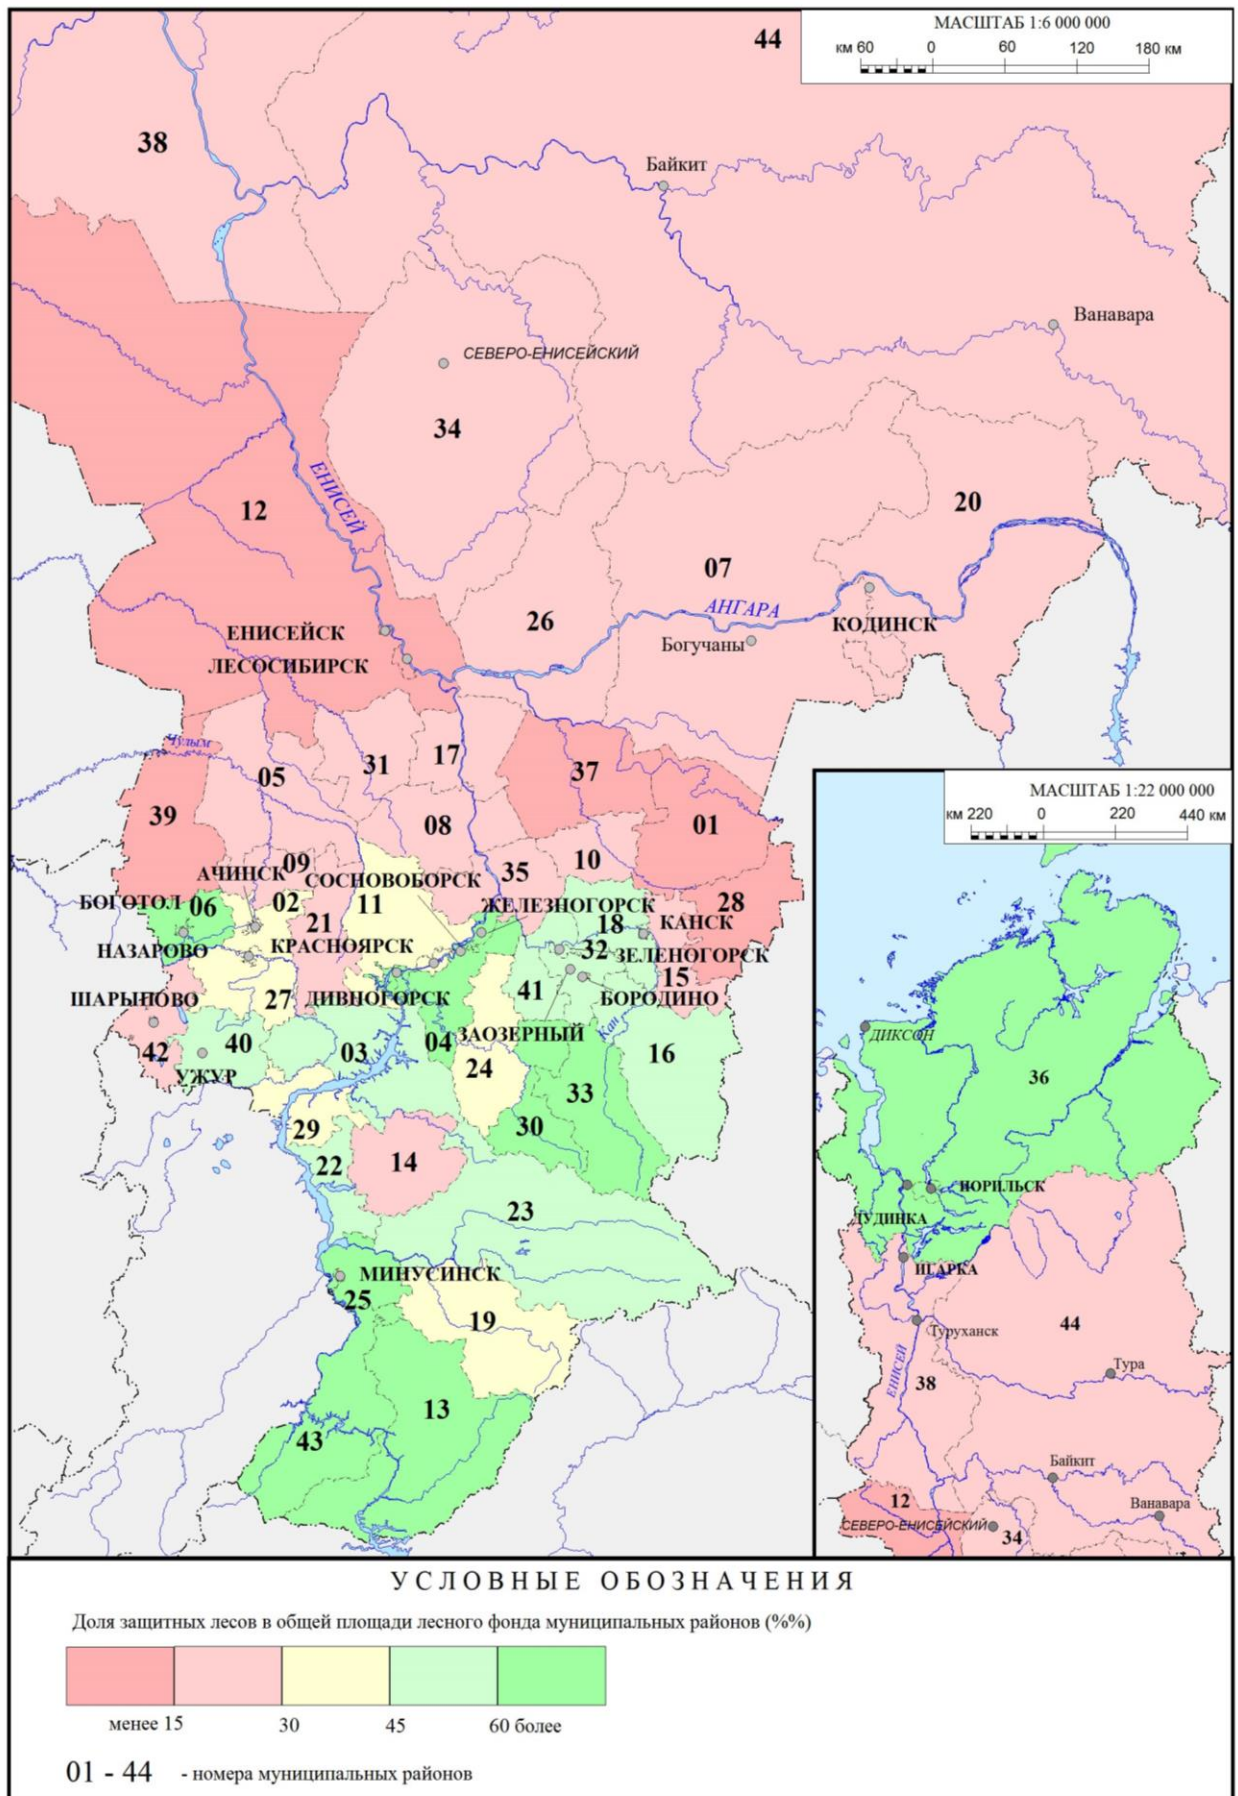 МАСШТАБ 1:6 000 000
км 60 0 60 120 180 км
44
38
Байкит
Ванавара
СЕВЕРО-ЕНИСЕЙСКИЙ
34
ЕНИСЕЙ
12
20
07
АНГАРА
26
КОДИНСК
ЕНИСЕЙСК
Богучаны
ЛЕСОСИБИРСК
Чулым
17
31
05
37
39
08
01
09
35
10
АЧИНСК
СОСНОВОБОРСК
БОГОТОЛ
06
02
11
ЖЕЛЕЗНОГОРСК
28
21
18
КАНСК
НАЗАРОВО
КРАСНОЯРСК
32
ЗЕЛЕНОГОРСК
15
ШАРЫПОВО
27
ДИВНОГОРСК
41
БОРОДИНО
42
40
03
04
ЗАОЗЕРНЫЙ
Кан
16
УЖУР
24
33
29
30
22
14
23
МИНУСИНСК
25
19
13
43
МАСШТАБ 1:22 000 000
км 220 0 220 440 км
ДИКСОН
36
НОРИЛЬСК
ДУДИНКА
ИГАРКА
Туруханск
44
Тура
ЕНИСЕЙ
38
Байкит
12
Ванавара
СЕВЕРО-ЕНИСЕЙСКИЙ
34
УСЛОВНЫЕ ОБОЗНАЧЕНИЯ
Доля защитных лесов в общей площади лесного фонда муниципальных районов (%%)
менее 15 30 45 60 более
01 - 44 - номера муниципальных районов